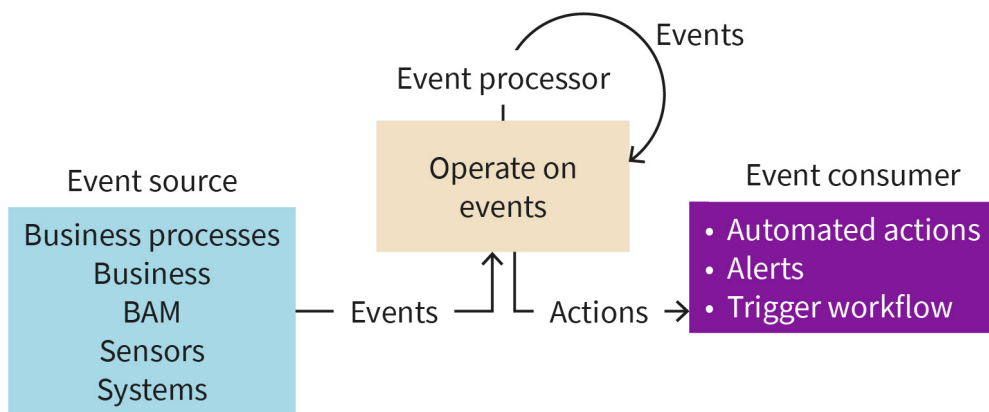 Events
Event processor
Operate on
events
Event source
Business processes
Business
BAM
Sensors
Systems
Events
Actions
Event consumer
• Automated actions
• Alerts
• Trigger workflow